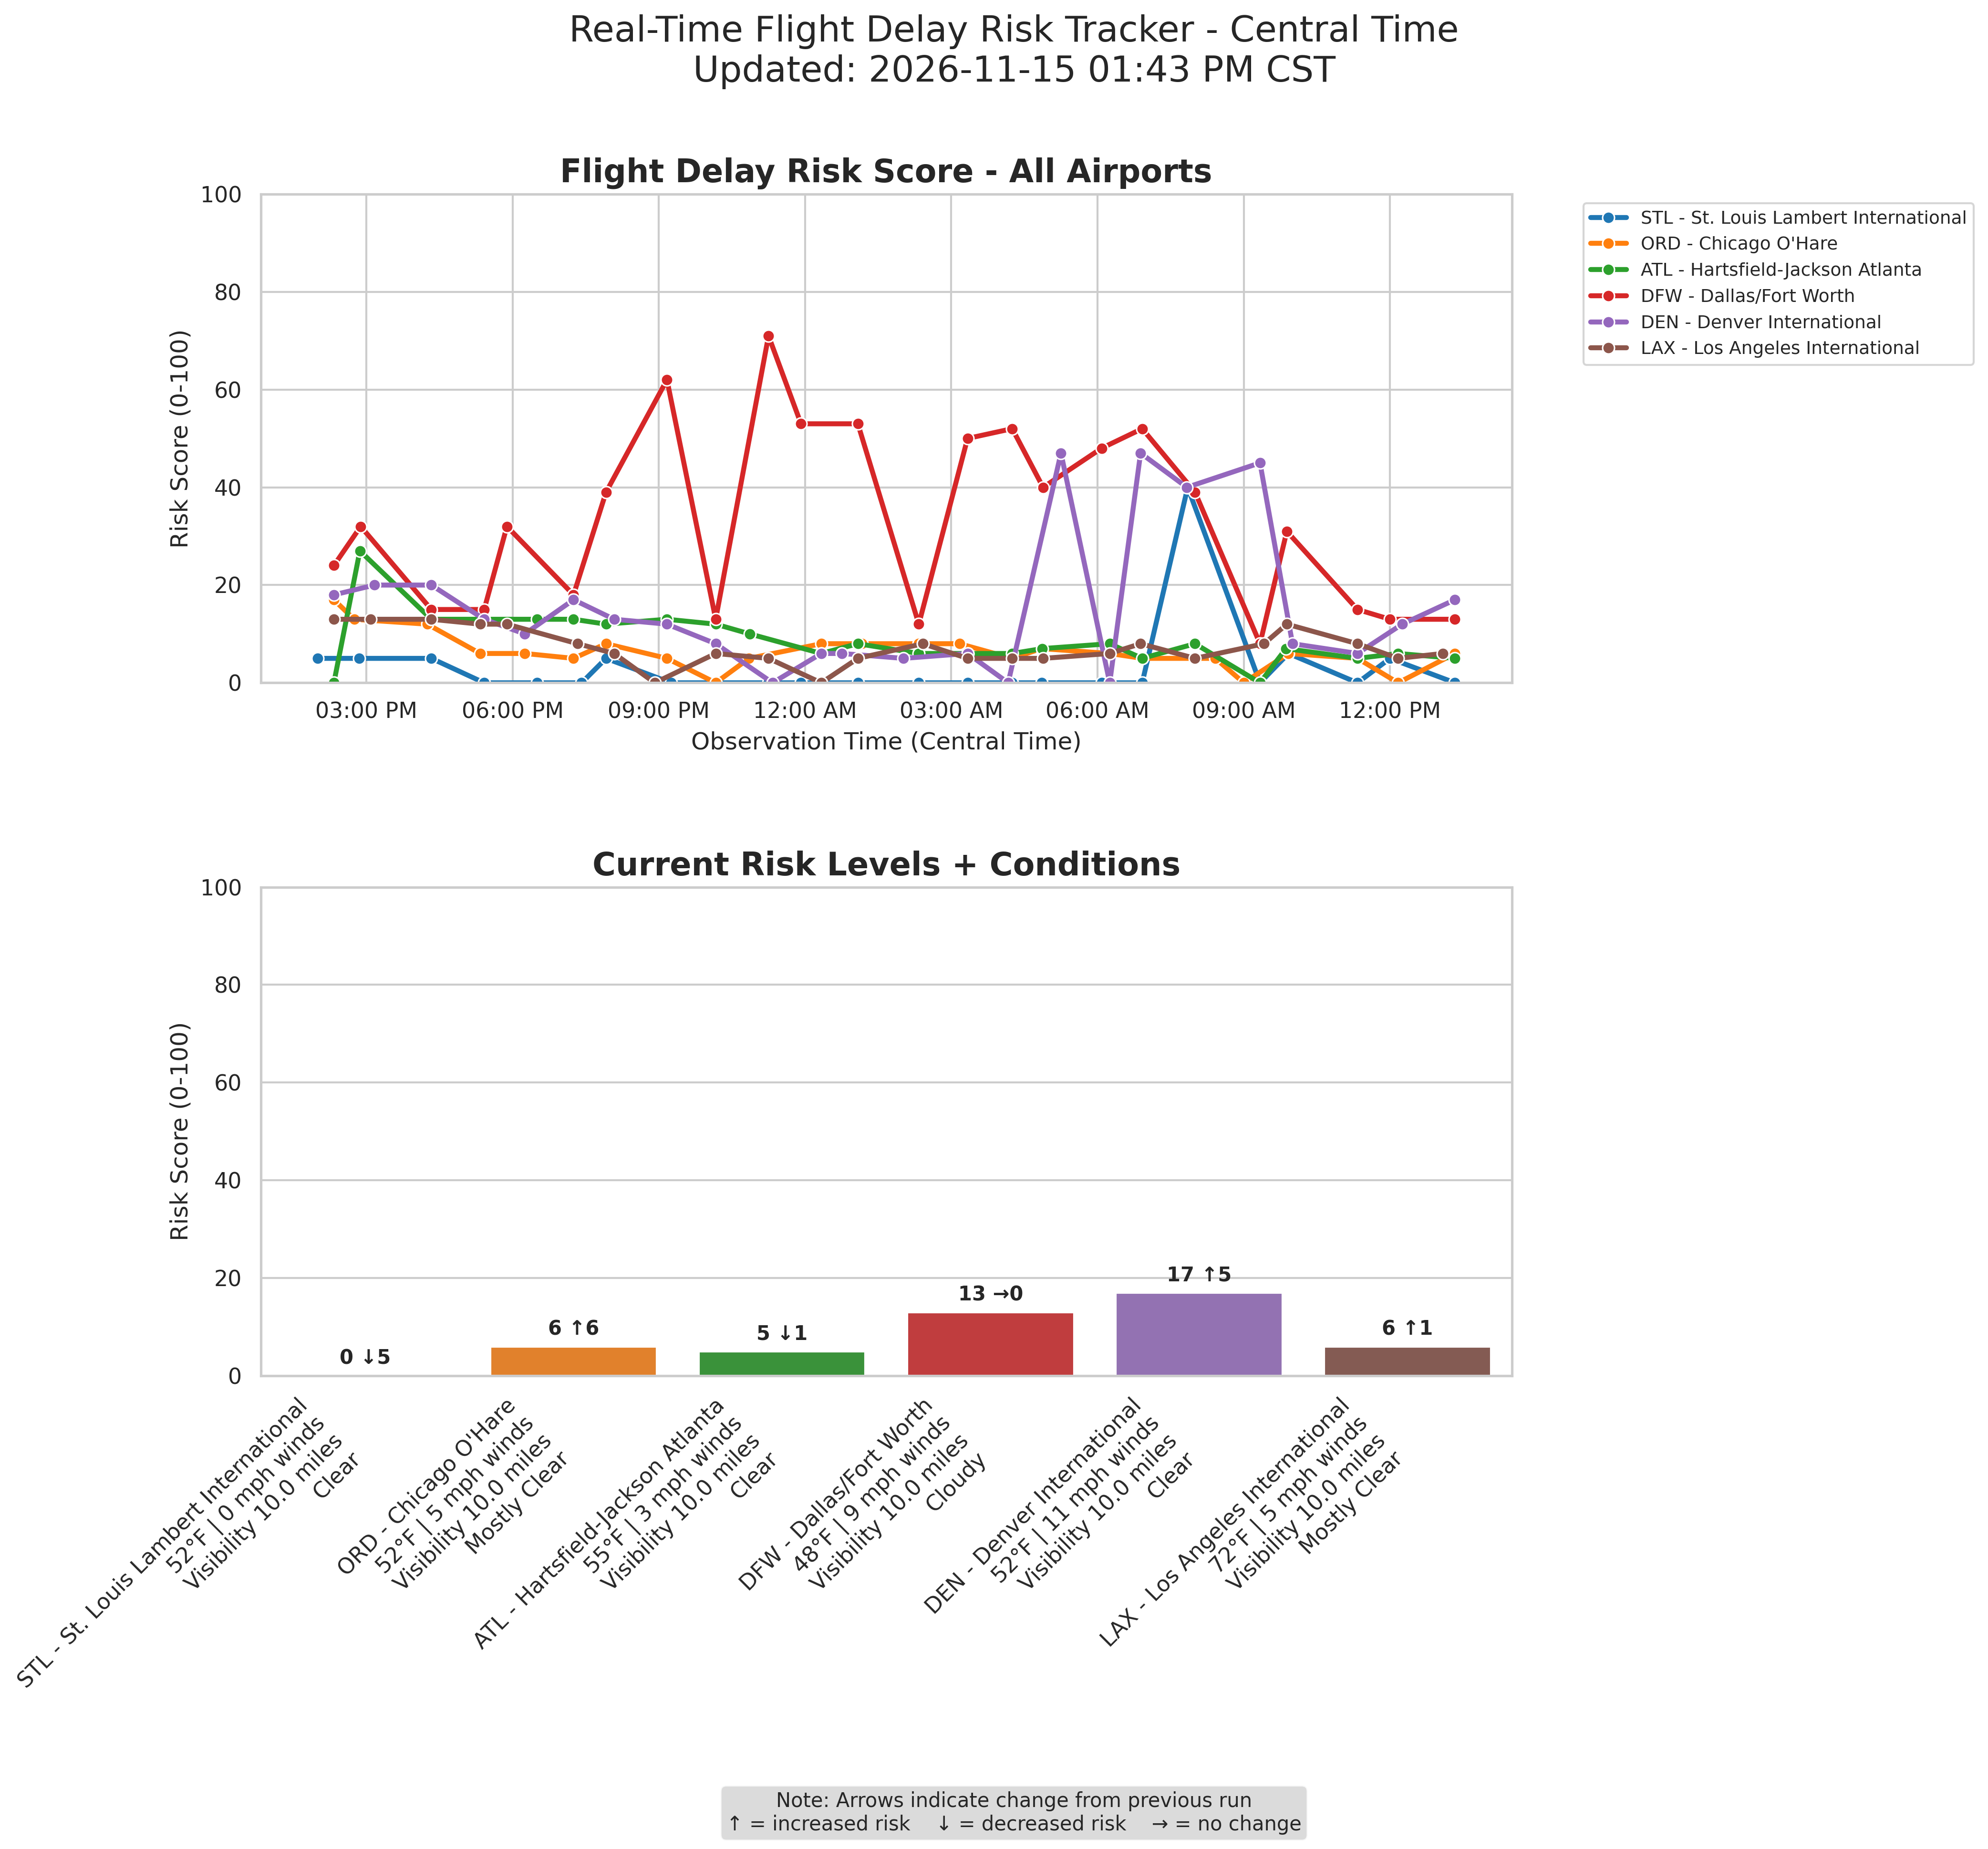 Real-Time Flight Delay Risk Tracker - Central Time
Updated: 2026-11-15 01:43 PM CST
Flight Delay Risk Score - All Airports
100
80
60
40
20
0
Risk Score (0-100)
03:00 PM
06:00 PM
09:00 PM
12:00 AM
03:00 AM
06:00 AM
09:00 AM
12:00 PM
Observation Time (Central Time)
STL - St. Louis Lambert International
ORD - Chicago O'Hare
ATL - Hartsfield-Jackson Atlanta
DFW - Dallas/Fort Worth
DEN - Denver International
LAX - Los Angeles International
Current Risk Levels + Conditions
100
80
60
40
20
0
Risk Score (0-100)
0 ↓5
6 ↑6
5 ↓1
13 →0
17 ↑5
6 ↑1
STL - St. Louis Lambert International
52°F | 0 mph winds
Visibility 10.0 miles
Clear
ORD - Chicago O'Hare
52°F | 5 mph winds
Visibility 10.0 miles
Mostly Clear
ATL - Hartsfield-Jackson Atlanta
55°F | 3 mph winds
Visibility 10.0 miles
Clear
DFW - Dallas/Fort Worth
48°F | 9 mph winds
Visibility 10.0 miles
Cloudy
DEN - Denver International
52°F | 11 mph winds
Visibility 10.0 miles
Clear
LAX - Los Angeles International
72°F | 5 mph winds
Visibility 10.0 miles
Mostly Clear
Note: Arrows indicate change from previous run
↑ = increased risk ↓ = decreased risk → = no change